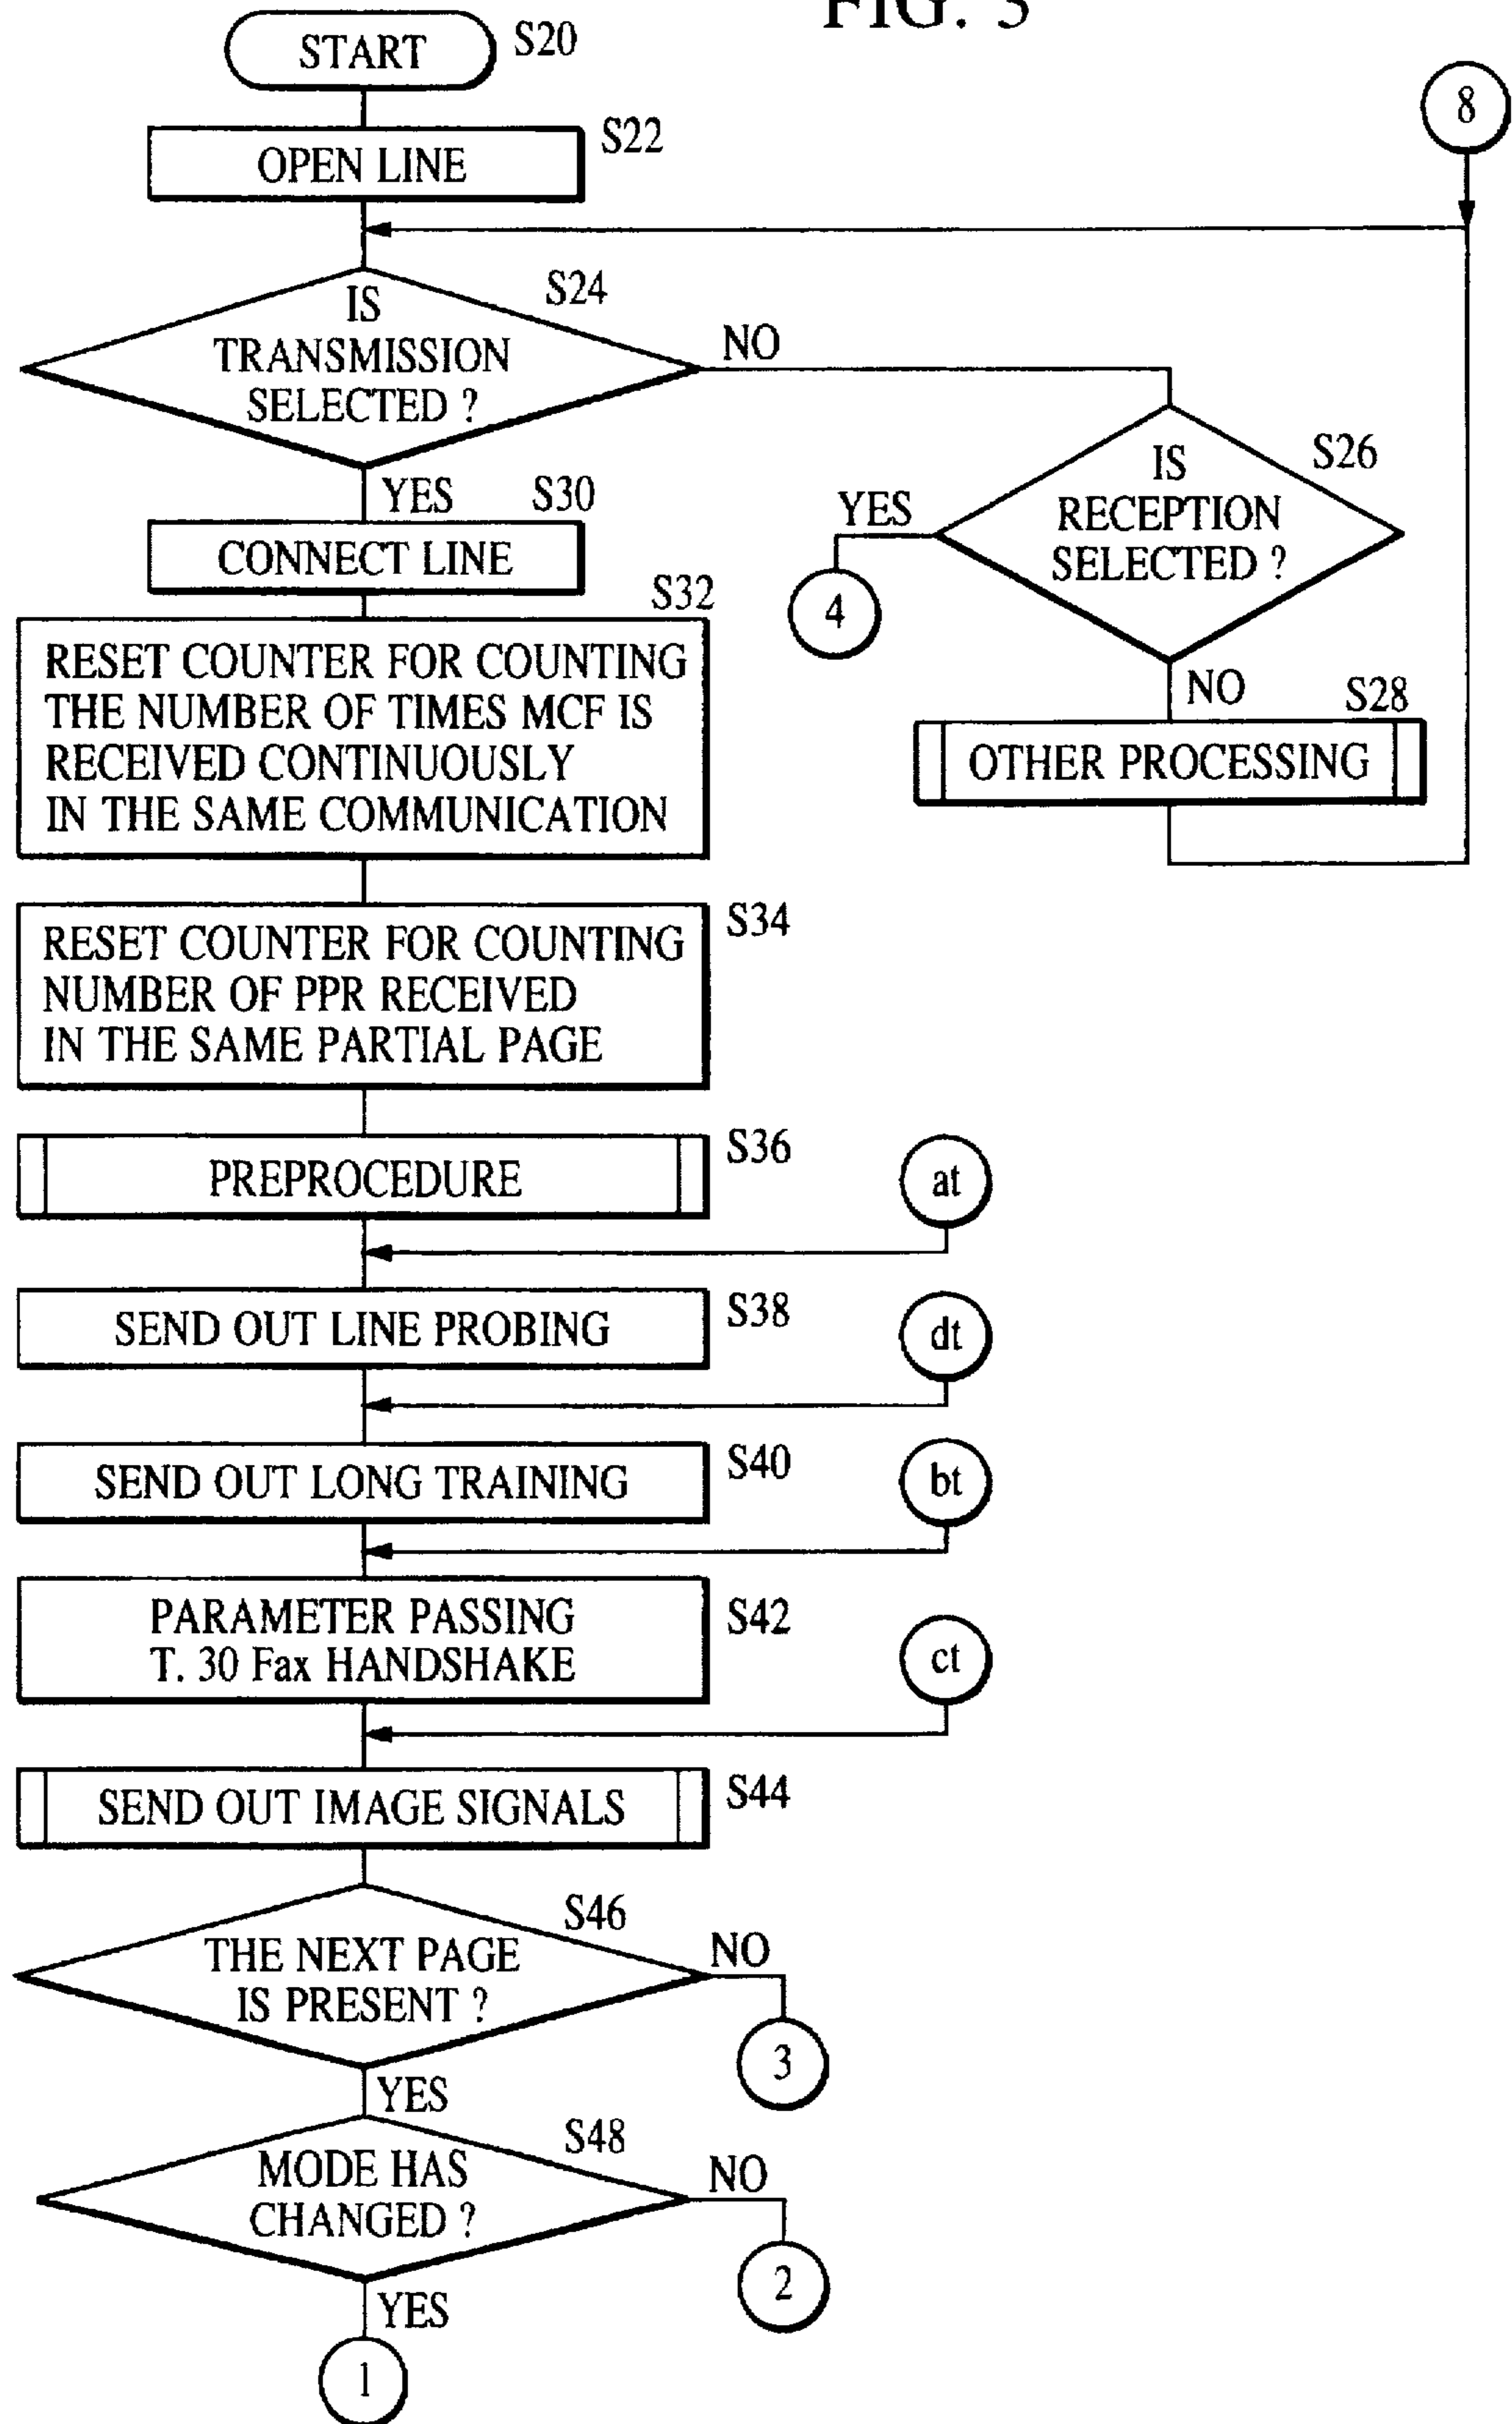 FIG. 3
START
S20
8
OPEN LINE
S22
IS
TRANSMISSION
SELECTED ?
S24
NO
YES
IS
RECEPTION
SELECTED ?
S26
YES
4
NO
OTHER PROCESSING
S28
CONNECT LINE
S30
RESET COUNTER FOR COUNTING
THE NUMBER OF TIMES MCF IS
RECEIVED CONTINUOUSLY
IN THE SAME COMMUNICATION
S32
RESET COUNTER FOR COUNTING
NUMBER OF PPR RECEIVED
IN THE SAME PARTIAL PAGE
S34
PREPROCEDURE
S36
at
SEND OUT LINE PROBING
S38
dt
SEND OUT LONG TRAINING
S40
bt
PARAMETER PASSING
T. 30 Fax HANDSHAKE
S42
ct
SEND OUT IMAGE SIGNALS
S44
THE NEXT PAGE
IS PRESENT ?
S46
NO
3
YES
MODE HAS
CHANGED ?
S48
NO
2
YES
1